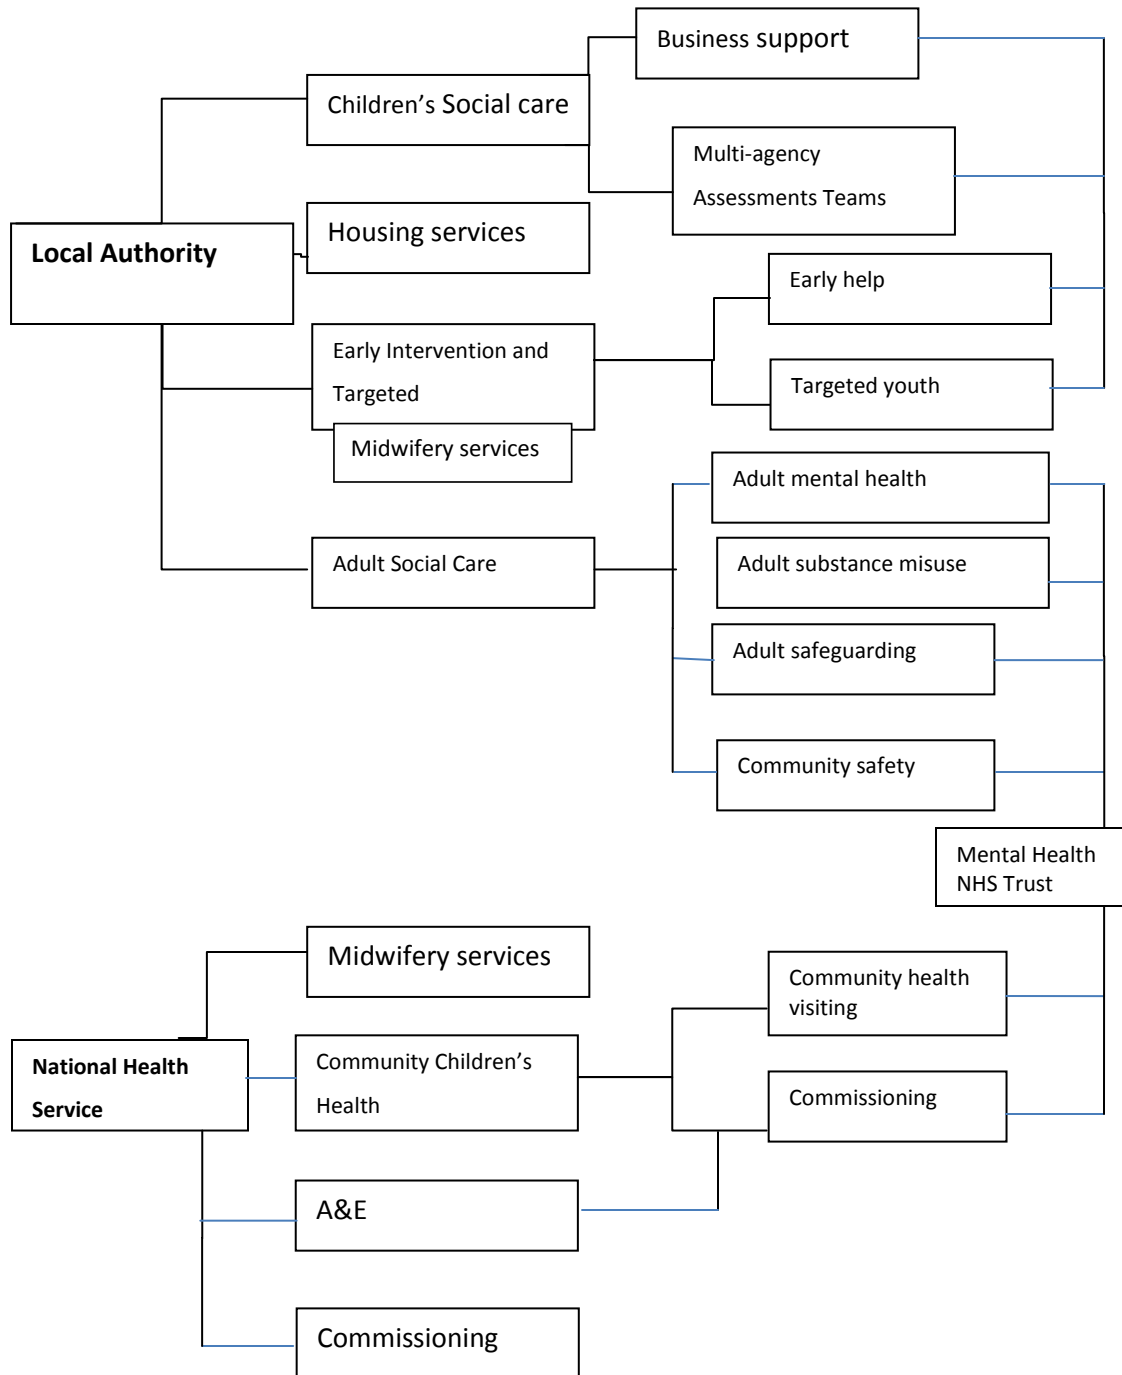 Business support
Children's Social care
Multi-agency
Assessments Teams
Local Authority
Housing services
Early help
Early Intervention and
Targeted
Targeted youth
Midwifery services
Adult mental health
Adult Social Care
Adult substance misuse
Adult safeguarding
Community safety
Mental Health
NHS Trust
Midwifery services
Community health
visiting
National Health
Service
Community Children's
Health
Commissioning
A&E
Commissioning